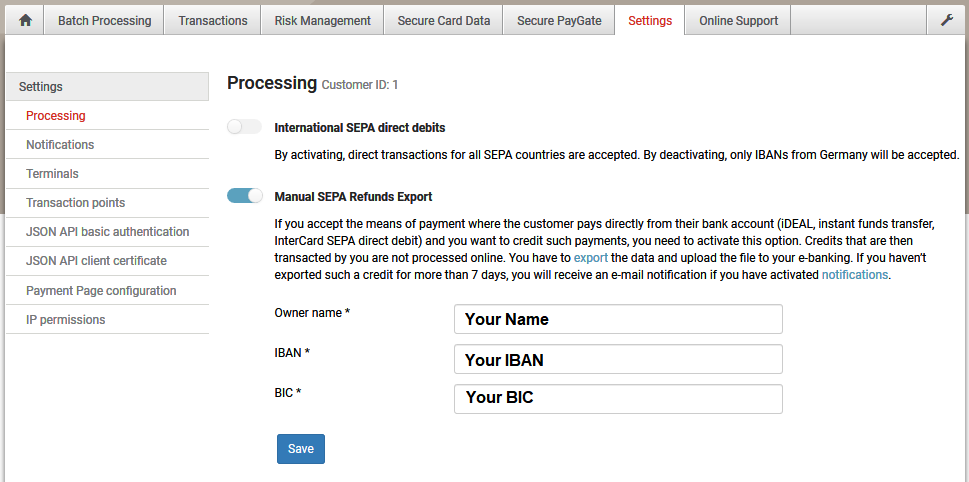 Batch Processing Transactions Risk Management Secure Card Data Secure PayGate Settings Online Support
Settings
Processing
Notifications
Terminals
Transaction points
JSON API basic authentication
JSON API client certificate
Payment Page configuration
IP permissions
Processing Customer ID: 1
International SEPA direct debits
By activating, direct transactions for all SEPA countries are accepted. By deactivating, only IBANs from Germany will be accepted.
Manual SEPA Refunds Export
If you accept the means of payment where the customer pays directly from their bank account (iDEAL, instant funds transfer,
InterCard SEPA direct debit) and you want to credit such payments, you need to activate this option. Credits that are then
transacted by you are not processed online. You have to export the data and upload the file to your e-banking. If you haven't
exported such a credit for more than 7 days, you will receive an e-mail notification if you have activated notifications.
Owner name * Your Name
IBAN * Your IBAN
BIC * Your BIC
Save